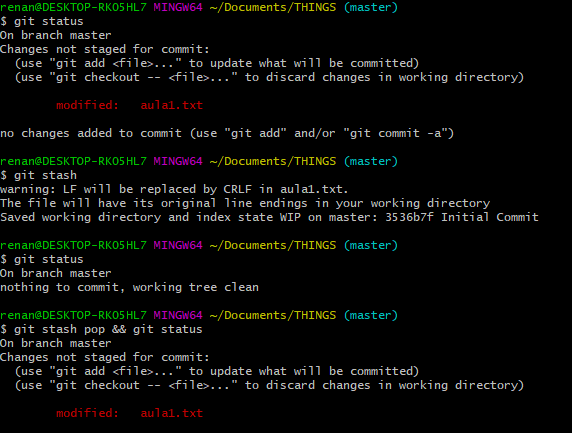 renan@DESKTOP-RKO5HL7 MINGW64 ~/Documents/THINGS (master)
$ git status
On branch master
Changes not staged for commit:
  (use "git add <file>..." to update what will be committed)
  (use "git checkout -- <file>..." to discard changes in working directory)

        modified:   aula1.txt

no changes added to commit (use "git add" and/or "git commit -a")

renan@DESKTOP-RKO5HL7 MINGW64 ~/Documents/THINGS (master)
$ git stash
warning: LF will be replaced by CRLF in aula1.txt.
The file will have its original line endings in your working directory
Saved working directory and index state WIP on master: 3536b7f Initial Commit

renan@DESKTOP-RKO5HL7 MINGW64 ~/Documents/THINGS (master)
$ git status
On branch master
nothing to commit, working tree clean

renan@DESKTOP-RKO5HL7 MINGW64 ~/Documents/THINGS (master)
$ git stash pop && git status
On branch master
Changes not staged for commit:
  (use "git add <file>..." to update what will be committed)
  (use "git checkout -- <file>..." to discard changes in working directory)

        modified:   aula1.txt